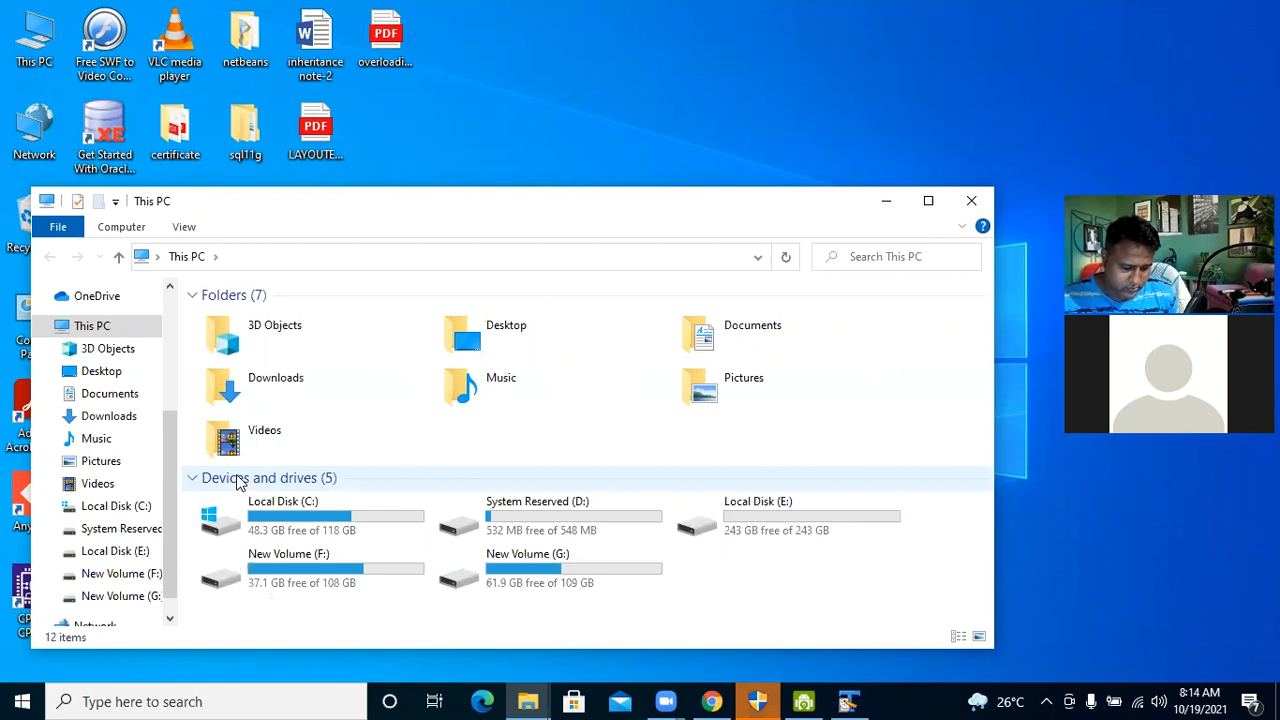 This PC
Free SWF to
Video Co...
VLC media
player
netbeans
inheritance
note-2
PDF
overloadi...
Network
XE
Get Started
With Oracl...
certificate
sql11g
PDF
LAYOUTE...
This PC
File
Computer
View
This PC
Search This PC
OneDrive
This PC
3D Objects
Desktop
Documents
Downloads
Music
Pictures
Videos
Local Disk (C:)
System Reserved
Local Disk (E:)
New Volume (F:)
New Volume (G:
Network
Folders (7)
3D Objects
Desktop
Documents
Downloads
Music
Pictures
Videos
Devices and drives (5)
Local Disk (C:)
48.3 GB free of 118 GB
System Reserved (D:)
532 MB free of 548 MB
Local Disk (E:)
243 GB free of 243 GB
New Volume (F:)
37.1 GB free of 108 GB
New Volume (G:)
61.9 GB free of 109 GB
12 items
Type here to search
26°C
8:14 AM
10/19/2021
7